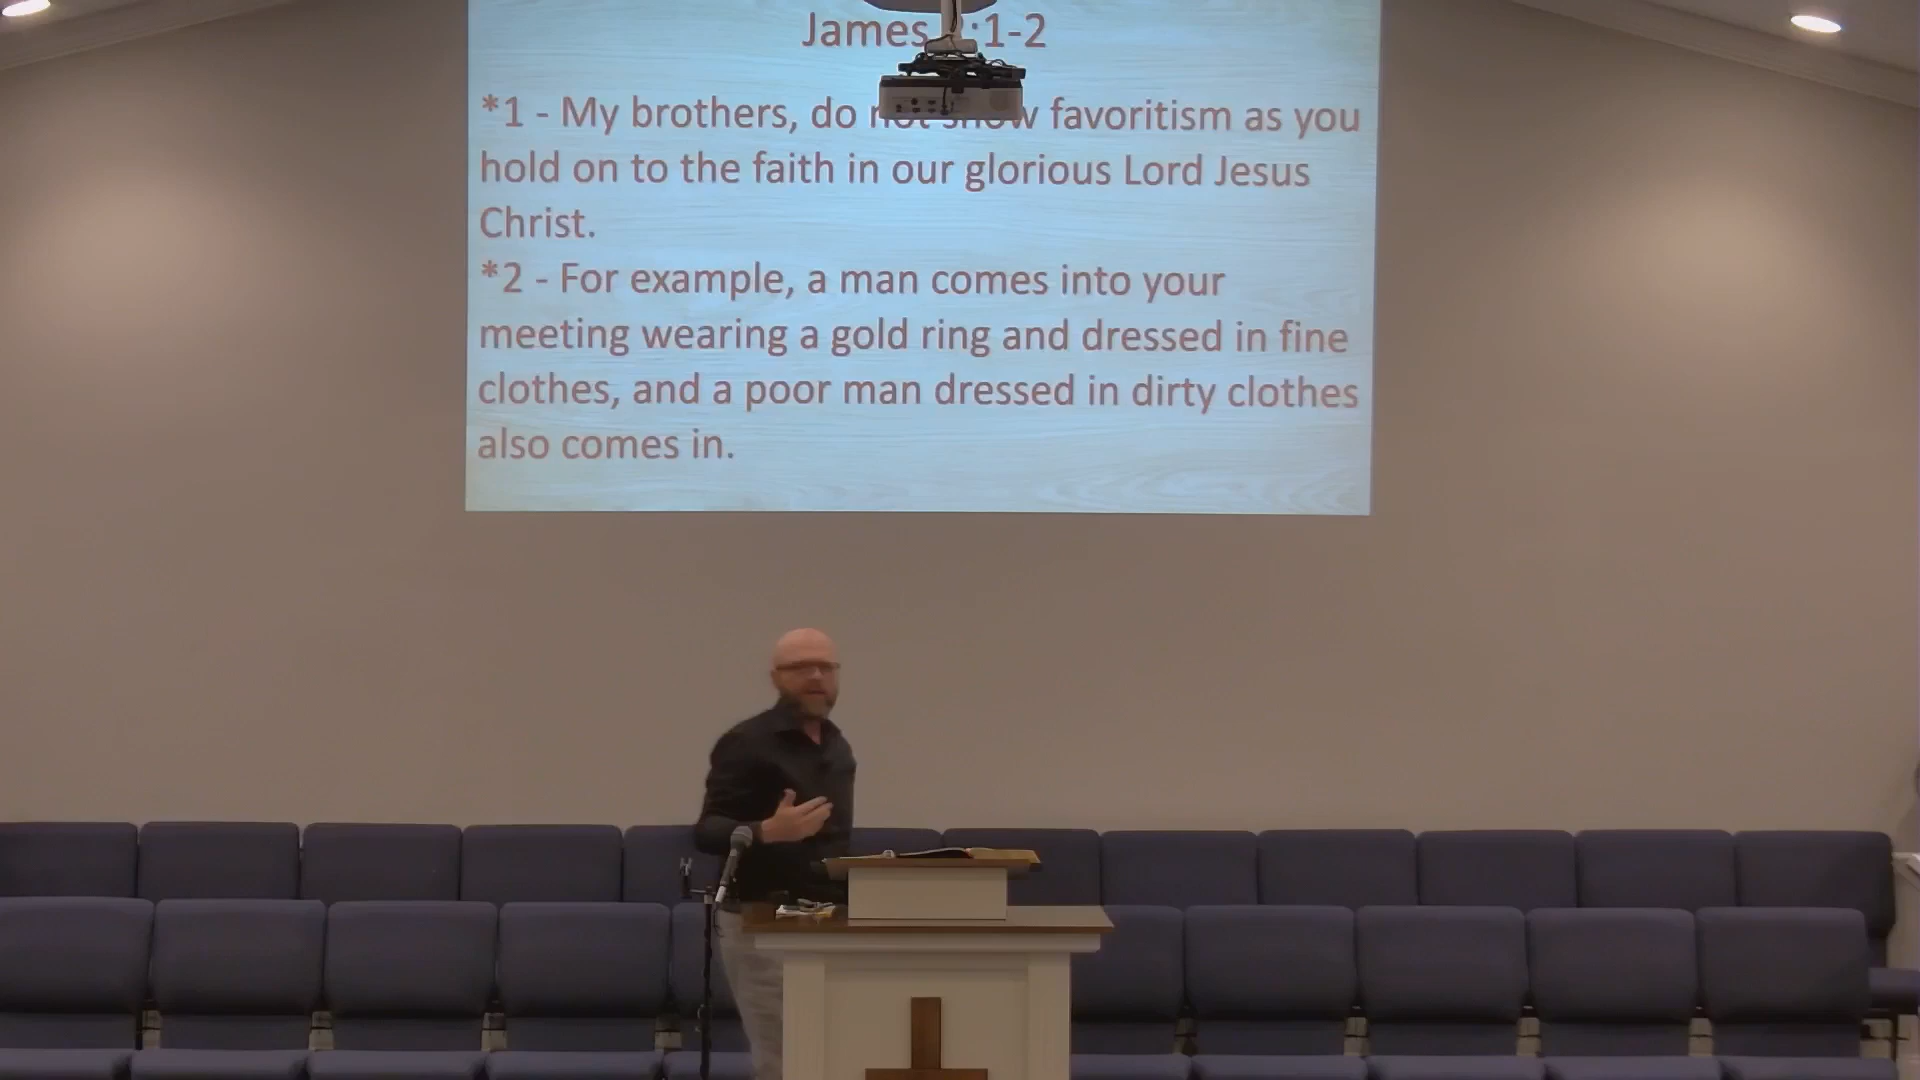 James :1-2
*1 - My brothers, do not show favoritism as you
hold on to the faith in our glorious Lord Jesus
Christ.
*2 - For example, a man comes into your
meeting wearing a gold ring and dressed in fine
clothes, and a poor man dressed in dirty clothes
also comes in.